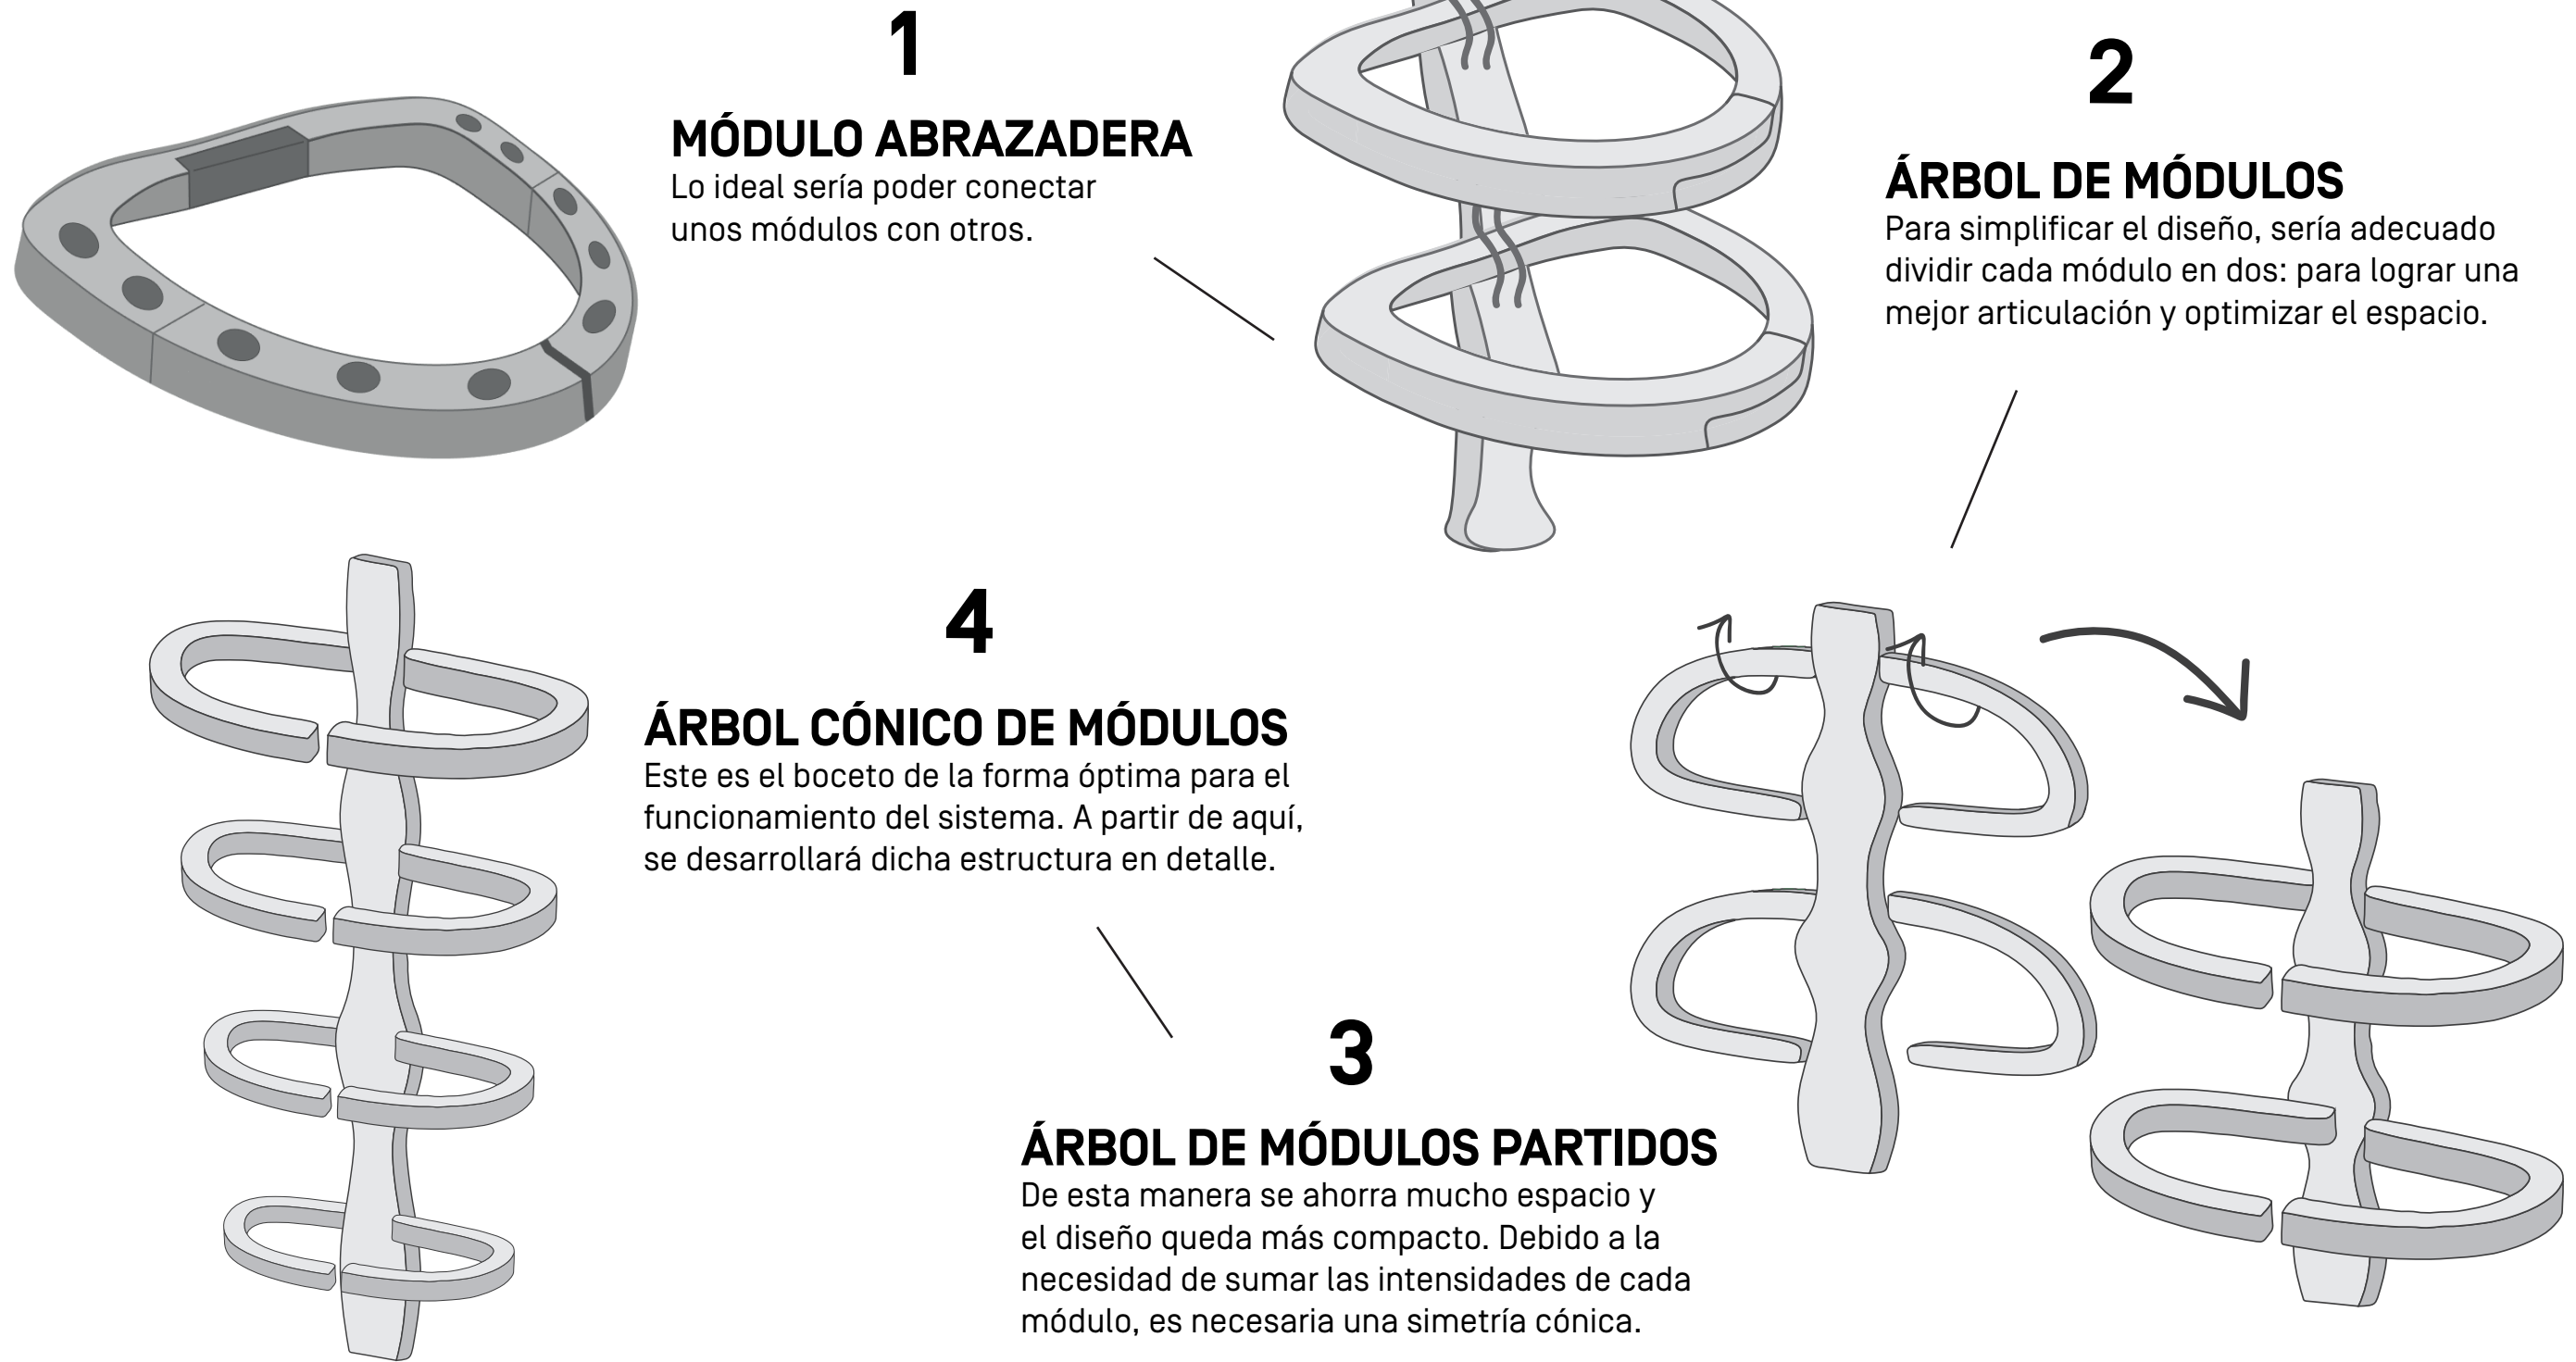 1
MÓDULO ABRAZADERA
Lo ideal sería poder conectar
unos módulos con otros.
2
ÁRBOL DE MÓDULOS
Para simplificar el diseño, sería adecuado
dividir cada módulo en dos: para lograr una
mejor articulación y optimizar el espacio.
3
ÁRBOL DE MÓDULOS PARTIDOS
De esta manera se ahorra mucho espacio y
el diseño queda más compacto. Debido a la
necesidad de sumar las intensidades de cada
módulo, es necesaria una simetría cónica.
4
ÁRBOL CÓNICO DE MÓDULOS
Este es el boceto de la forma óptima para el
funcionamiento del sistema. A partir de aquí,
se desarrollará dicha estructura en detalle.